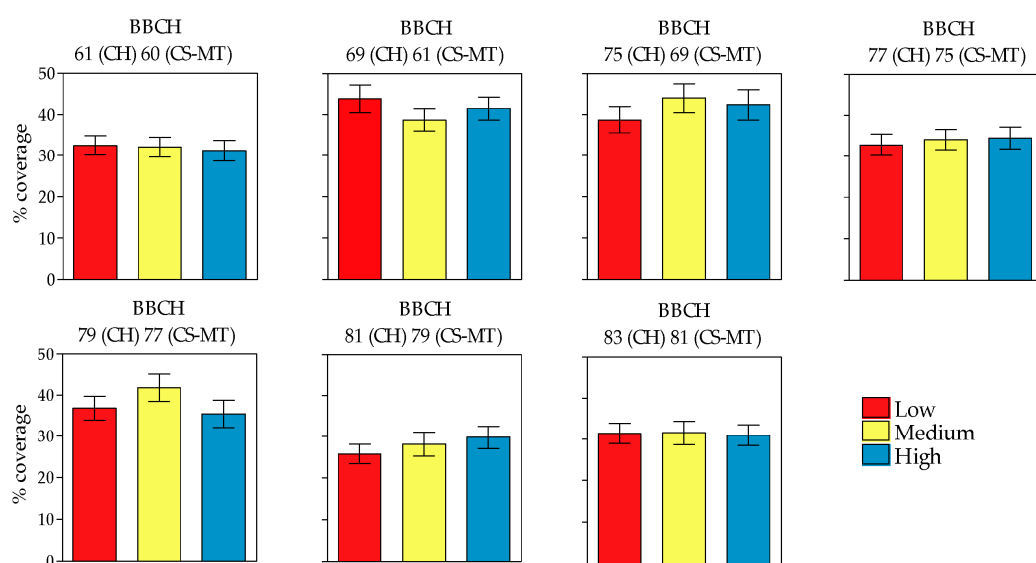 BBCH
61 (CH) 60 (CS-MT)
BBCH
69 (CH) 61 (CS-MT)
BBCH
75 (CH) 69 (CS-MT)
BBCH
77 (CH) 75 (CS-MT)
50
40
30
20
10
0
% coverage
BBCH
79 (CH) 77 (CS-MT)
BBCH
81 (CH) 79 (CS-MT)
BBCH
83 (CH) 81 (CS-MT)
50
40
30
20
10
0
% coverage
Low
Medium
High